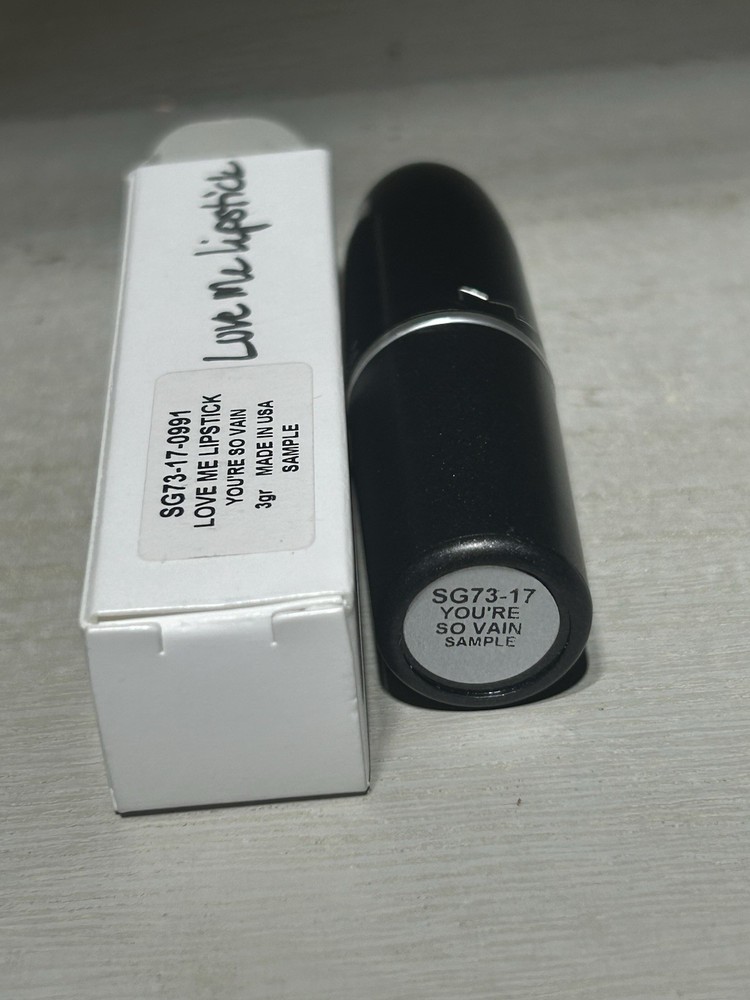 Love Me Lipstick
SG73-17-0991
LOVE ME LIPSTICK
YOU'RE SO VAIN
3gr MADE IN USA
SAMPLE
SG73-17
YOU'RE
SO VAIN
SAMPLE